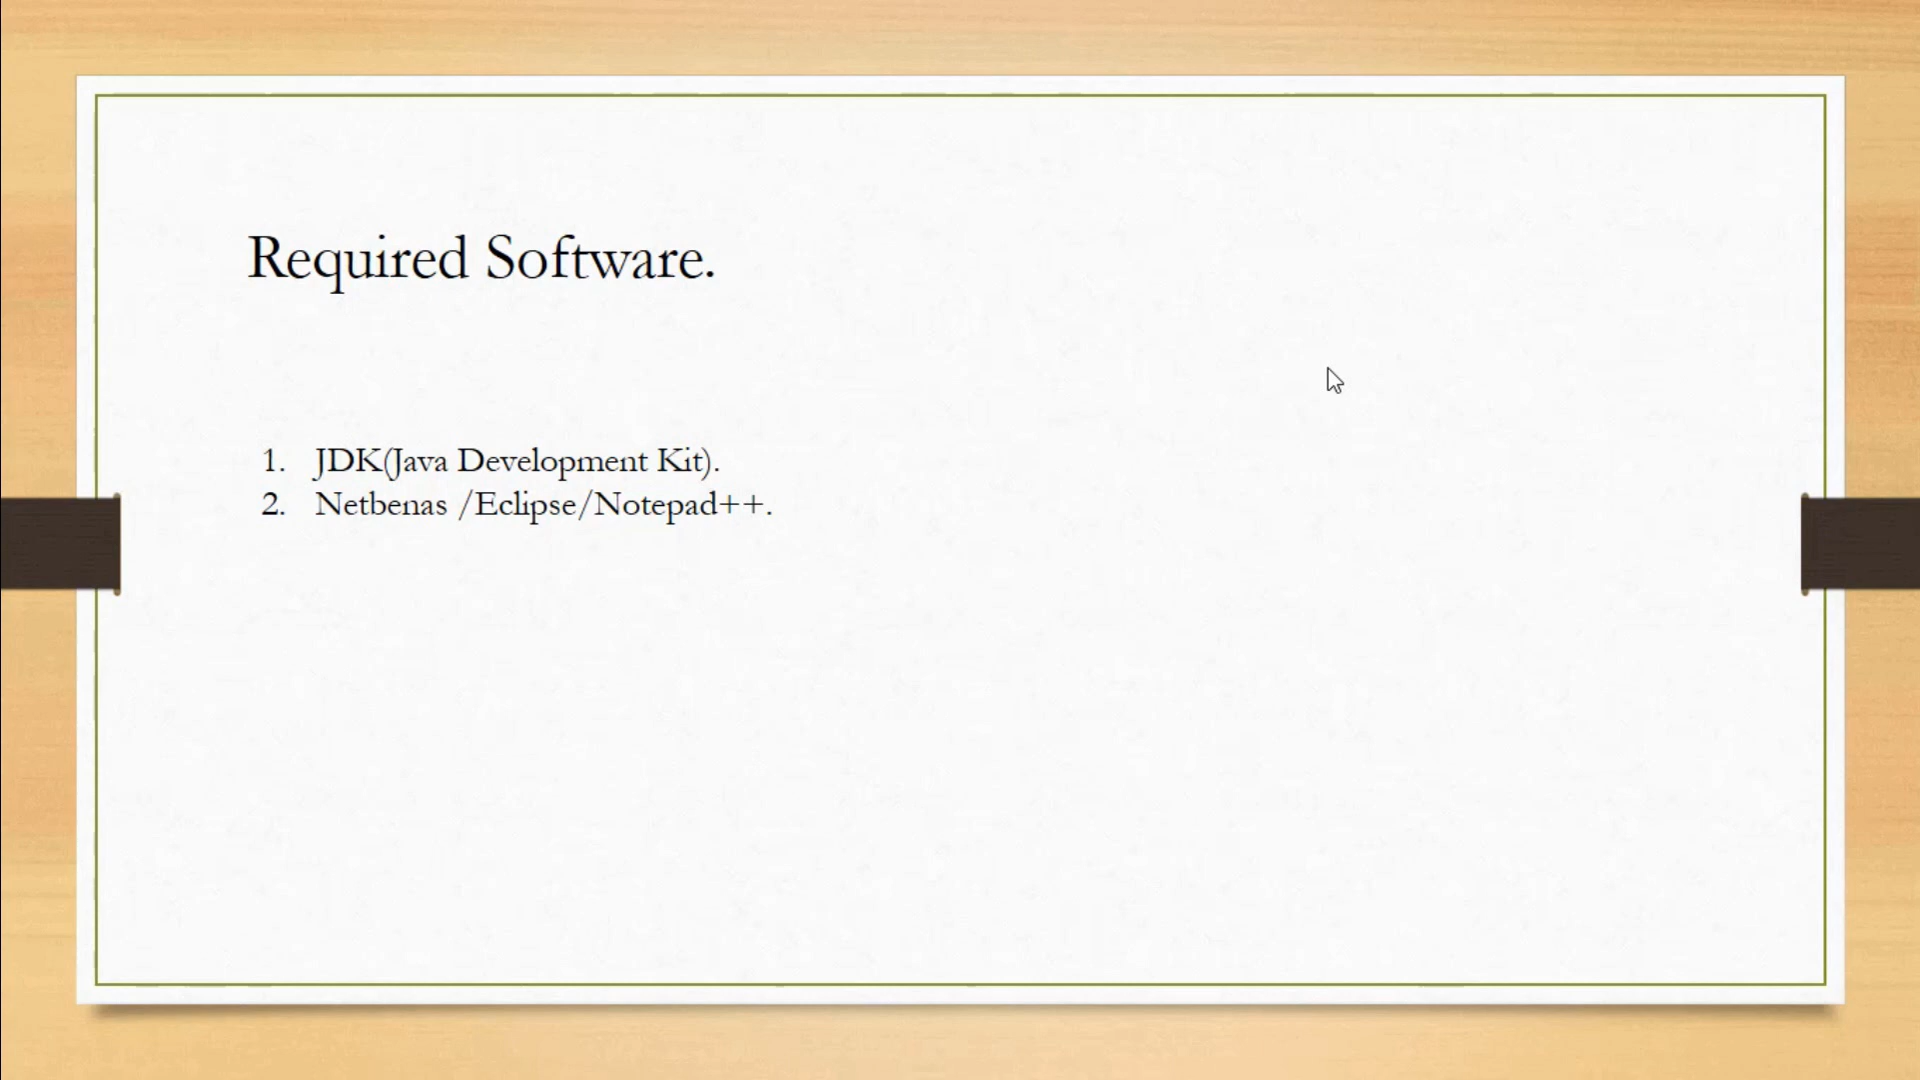 Required Software.
1. JDK(Java Development Kit).
2. Netbenas /Eclipse/Notepad++.